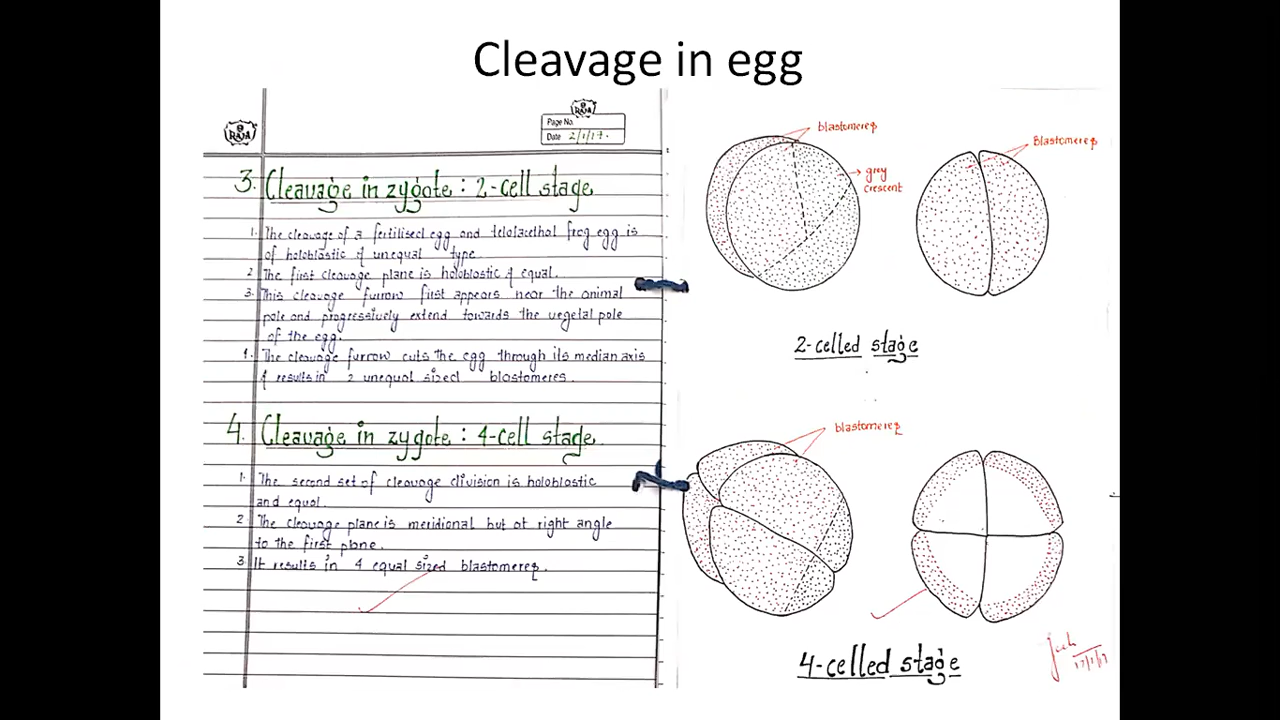 Cleavage in egg
RAJA
RAJA
Page No.
Date 2/1/17.
3. Cleavage in zygote : 2-cell stage
1. The cleavage of a fertilised egg and telolacithal frog egg is
of holoblastic & unequal type.
2. The first cleavage plane is holoblastic & equal.
3. This cleavage furrow first appears near the animal
pole and progressively extend towards the vegetal pole
of the egg.
4. The cleavage furrow cuts the egg through its median axis
& results in 2 unequal sized blastomeres.
4. Cleavage in zygote : 4-cell stage
1. The second set of cleavage division is holoblastic
and equal.
2. The cleavage plane is meridional but at right angle
to the first plane.
3. It results in 4 equal sized blastomeres.
blastomeres
grey
crescent
Blastomeres
2-celled stage
blastomeres
4-celled stage